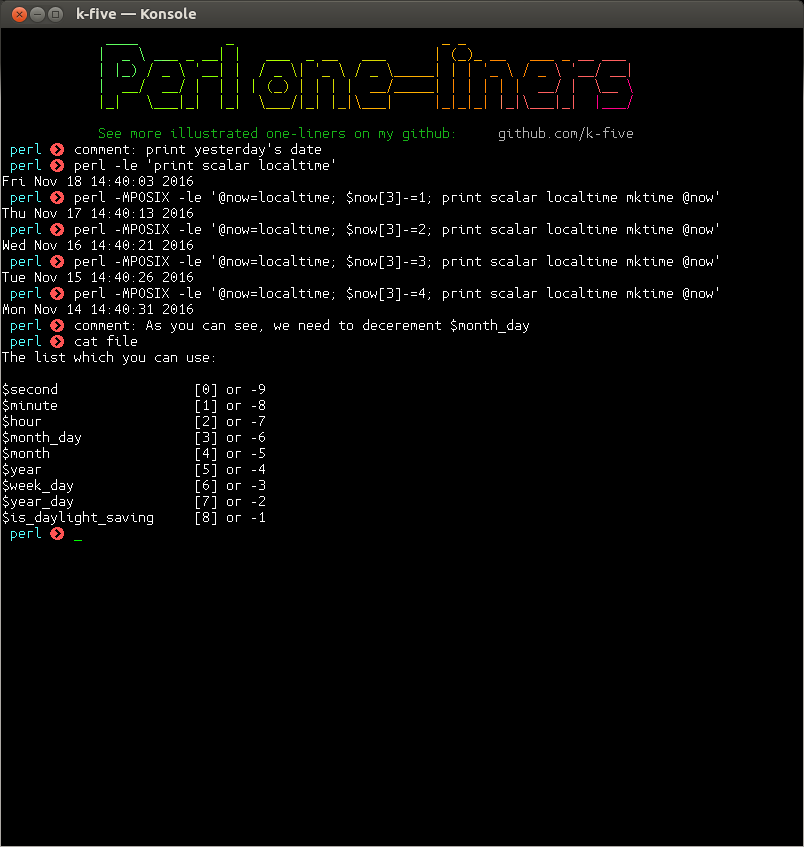 k-five — Konsole
Perl one-liners
See more illustrated one-liners on my github: github.com/k-five
perl comment: print yesterday's date
perl perl -le 'print scalar localtime'
Fri Nov 18 14:40:03 2016
perl perl -MPOSIX -le '@now=localtime; $now[3]-=1; print scalar localtime mktime @now'
Thu Nov 17 14:40:13 2016
perl perl -MPOSIX -le '@now=localtime; $now[3]-=2; print scalar localtime mktime @now'
Wed Nov 16 14:40:21 2016
perl perl -MPOSIX -le '@now=localtime; $now[3]-=3; print scalar localtime mktime @now'
Tue Nov 15 14:40:26 2016
perl perl -MPOSIX -le '@now=localtime; $now[3]-=4; print scalar localtime mktime @now'
Mon Nov 14 14:40:31 2016
perl comment: As you can see, we need to decerement $month_day
perl cat file
The list which you can use:
$second [0] or -9
$minute [1] or -8
$hour [2] or -7
$month_day [3] or -6
$month [4] or -5
$year [5] or -4
$week_day [6] or -3
$year_day [7] or -2
$is_daylight_saving [8] or -1
perl _